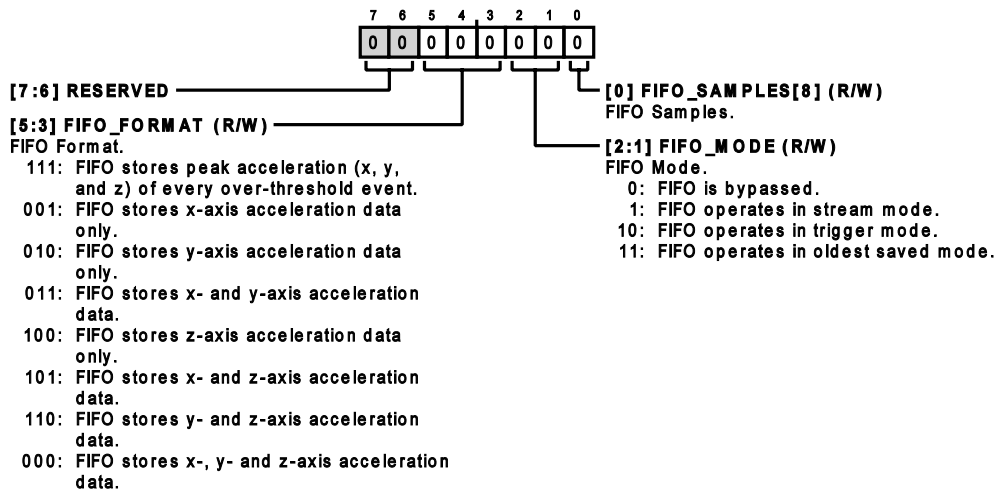 7 6 5 4 3 2 1 0
0 0 0 0 0 0 0 0
[7:6] RESERVED
[5:3] FIFO_FORMAT (R/W)
FIFO Format.
111: FIFO stores peak acceleration (x, y,
and z) of every over-threshold event.
001: FIFO stores x-axis acceleration data
only.
010: FIFO stores y-axis acceleration data
only.
011: FIFO stores x- and y-axis acceleration
data.
100: FIFO stores z-axis acceleration data
only.
101: FIFO stores x- and z-axis acceleration
data.
110: FIFO stores y- and z-axis acceleration
data.
000: FIFO stores x-, y- and z-axis acceleration
data.
[0] FIFO_SAMPLES[8] (R/W)
FIFO Samples.
[2:1] FIFO_MODE (R/W)
FIFO Mode.
0: FIFO is bypassed.
1: FIFO operates in stream mode.
10: FIFO operates in trigger mode.
11: FIFO operates in oldest saved mode.